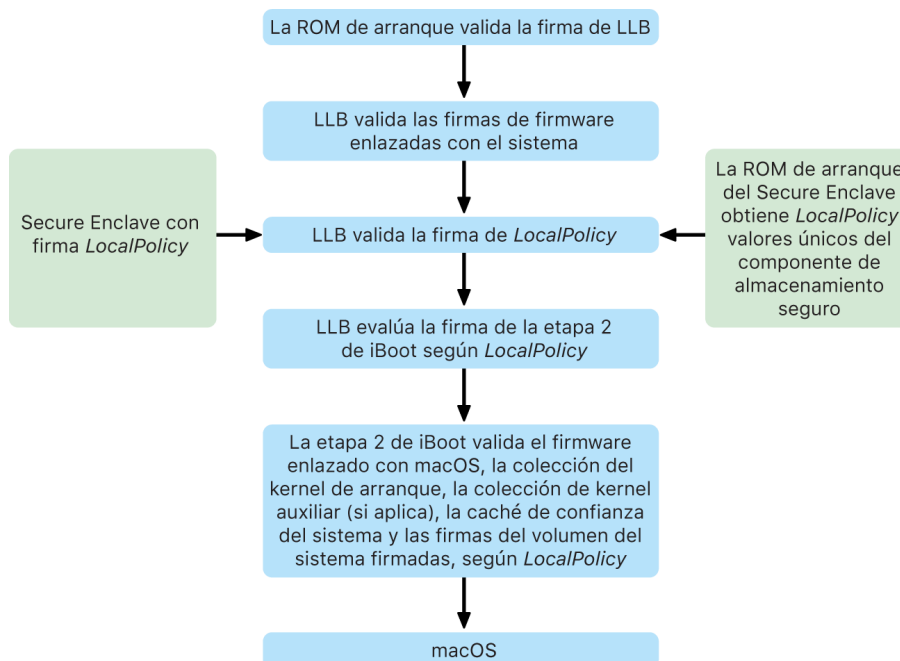 La ROM de arranque valida la firma de LLB
LLB valida las firmas de firmware
enlazadas con el sistema
Secure Enclave con
firma LocalPolicy
LLB valida la firma de LocalPolicy
La ROM de arranque
del Secure Enclave
obtiene LocalPolicy
valores únicos del
componente de
almacenamiento
seguro
LLB evalúa la firma de la etapa 2
de iBoot según LocalPolicy
La etapa 2 de iBoot valida el firmware
enlazado con macOS, la colección del
kernel de arranque, la colección de kernel
auxiliar (si aplica), la caché de confianza
del sistema y las firmas del volumen del
sistema firmadas, según LocalPolicy
macOS